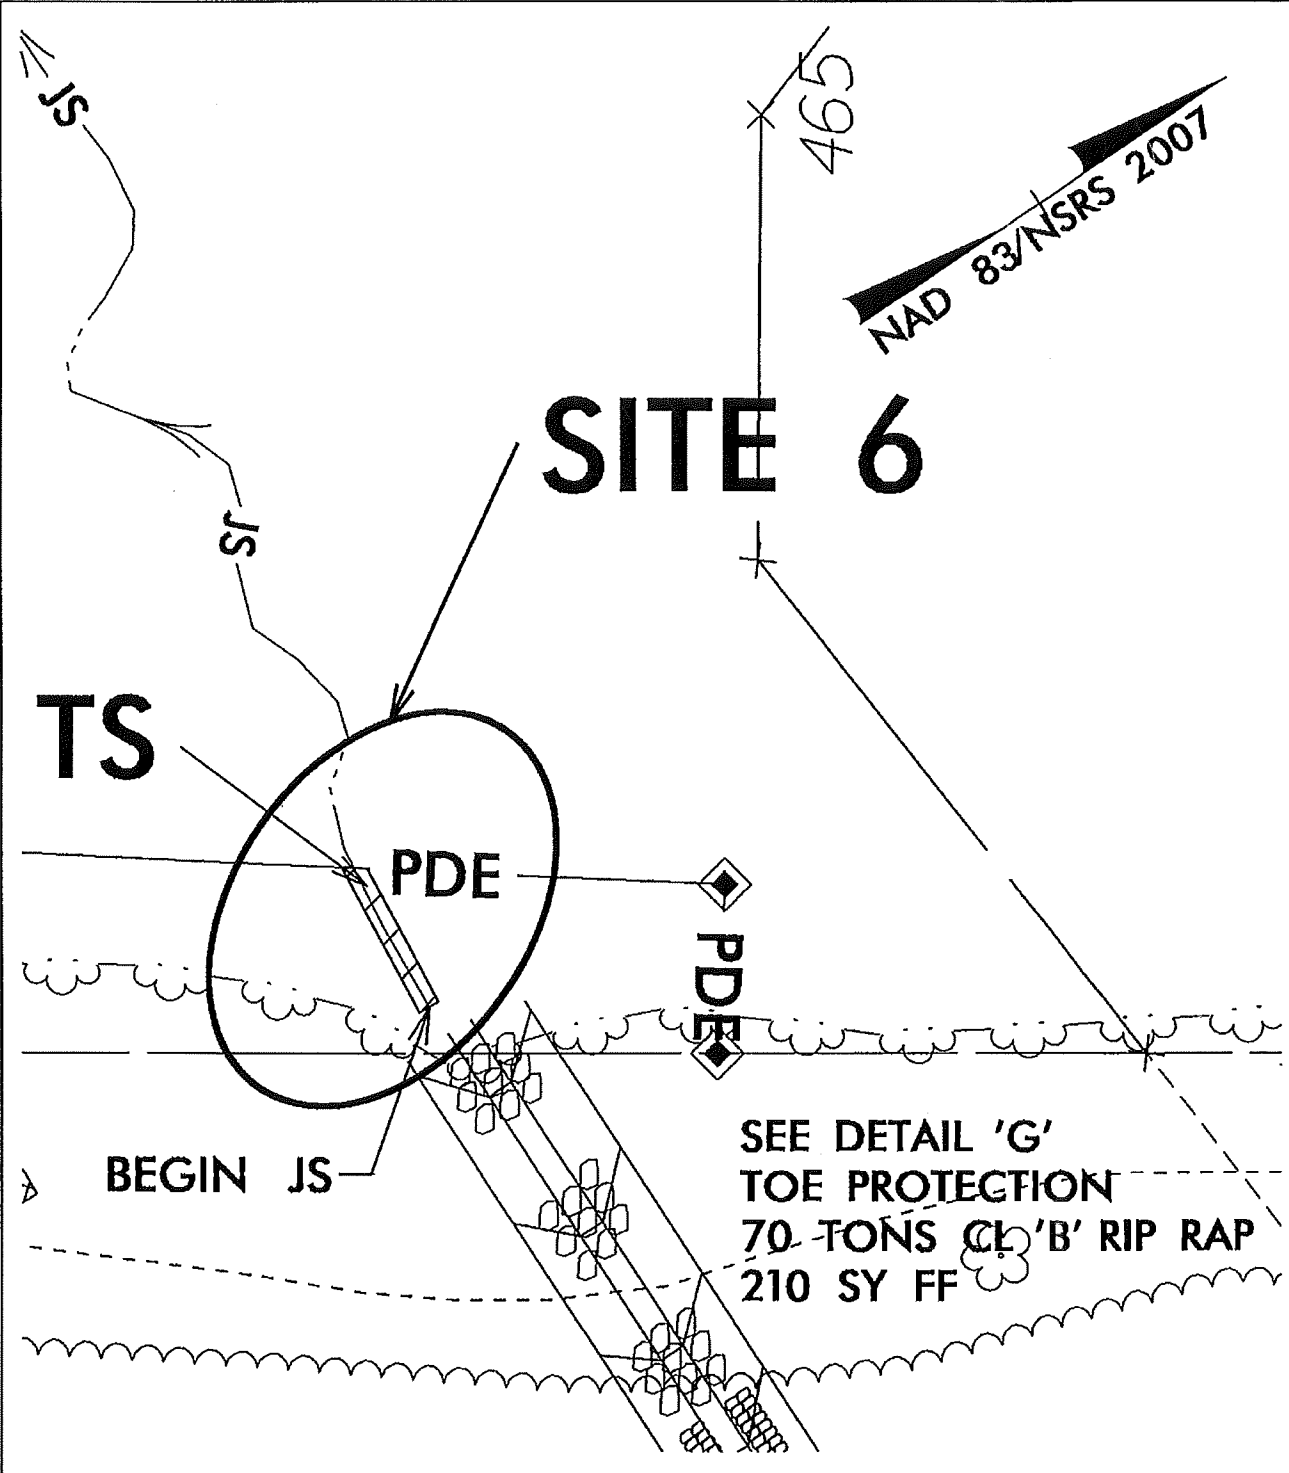 JS
465
NAD 83/NSRS 2007
SITE 6
JS
TS
PDE
PDE
BEGIN JS
SEE DETAIL 'G'
TOE PROTECTION
70 TONS CL 'B' RIP RAP
210 SY FF